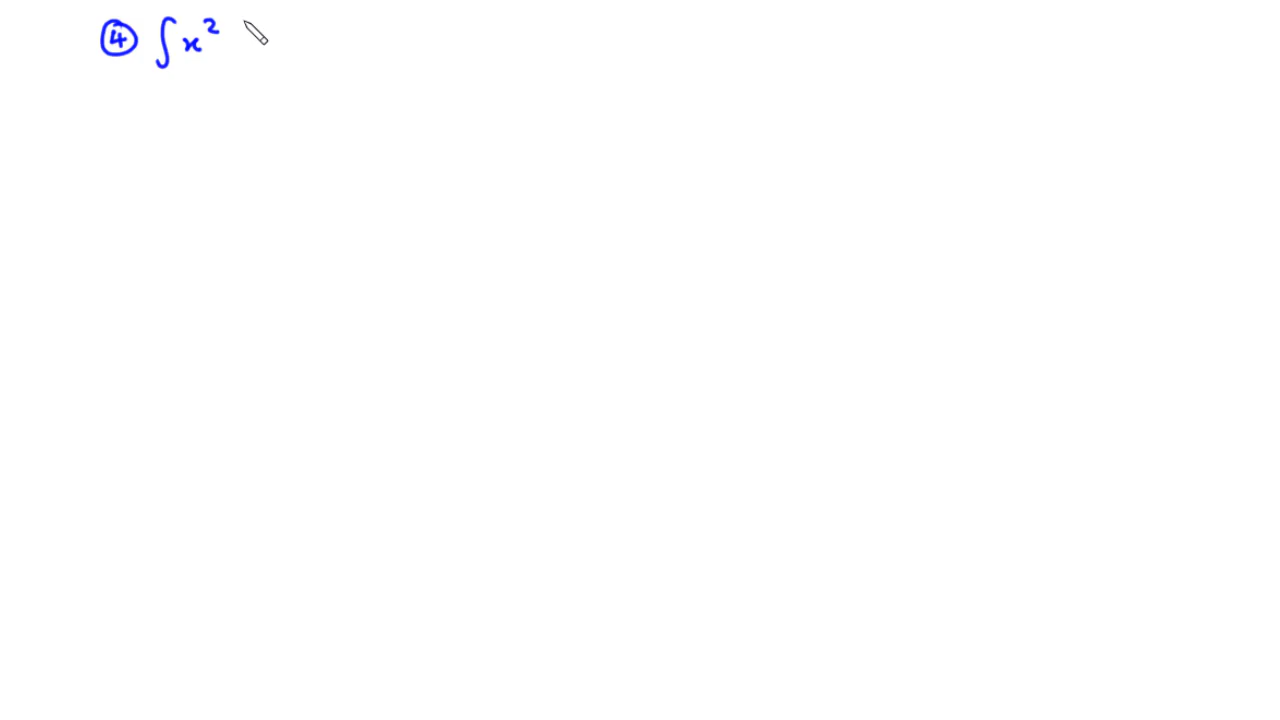 ④ ∫ x²